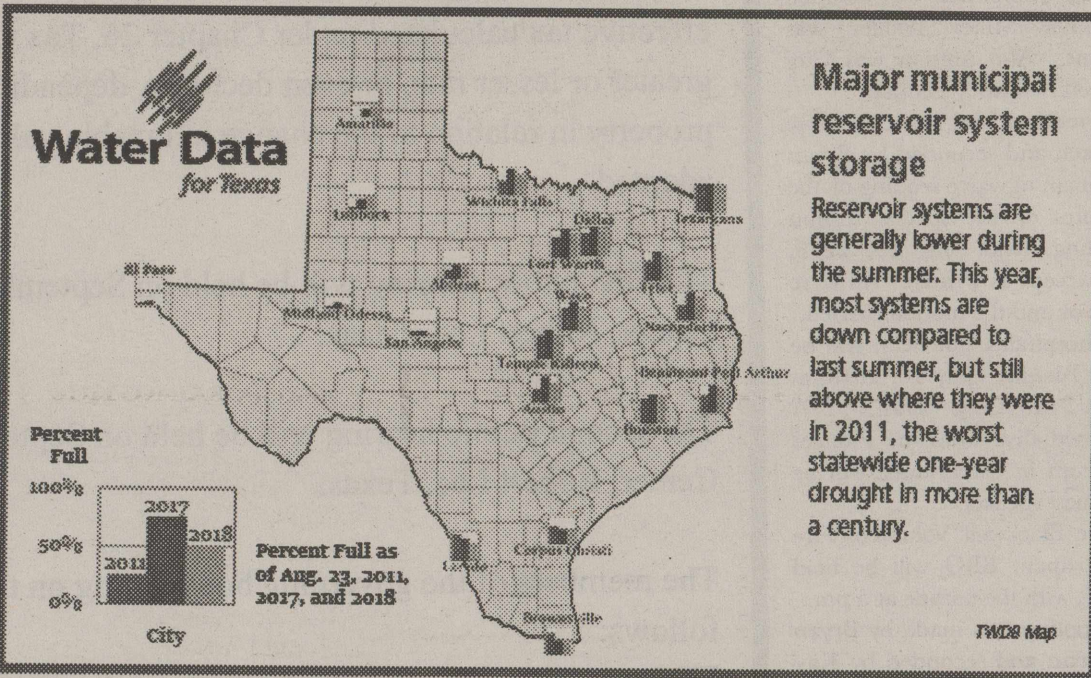 Water Data
for Texas
Major municipal
reservoir system
storage
Reservoir systems are
generally lower during
the summer. This year,
most systems are
down compared to
last summer, but still
above where they were
in 2011, the worst
statewide one-year
drought in more than
a century.
TWDB Map
Amarillo
Lubbock
Wichita Falls
Texarkana
Dallas
Fort Worth
Tyler
El Paso
Abilene
Midland Odessa
San Angelo
Waco
Nacogdoches
Temple Killeen
Beaumont Port Arthur
Austin
Houston
Corpus Christi
Laredo
Brownsville
Percent
Full
100%
50%
0%
2011
2017
2018
City
Percent Full as
of Aug. 23, 2011,
2017, and 2018